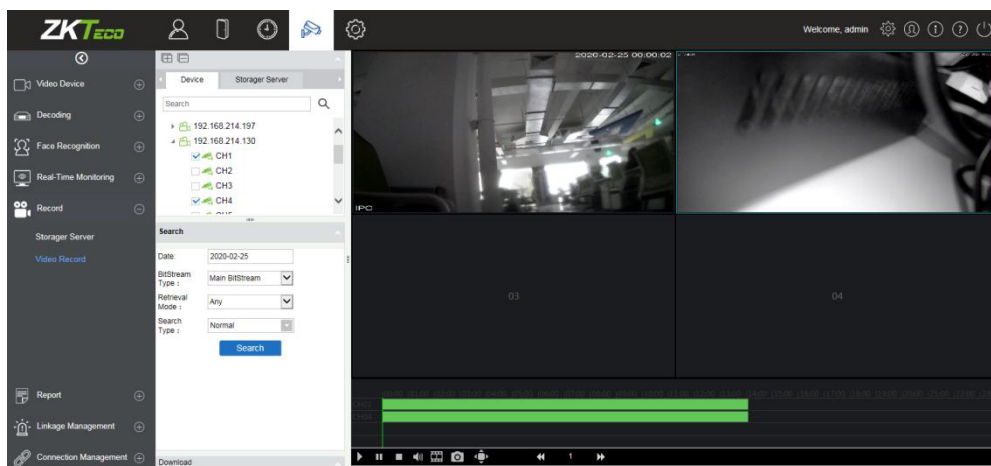 ZKTeco
Welcome, admin
Video Device
Decoding
Face Recognition
Real-Time Monitoring
Record
Storager Server
Video Record
Report
Linkage Management
Connection Management
Device
Storager Server
Search
192.168.214.197
192.168.214.130
CH1
CH2
CH3
CH4
Search
Date:
2020-02-25
BitStream
Type :
Main BitStream
Retrieval
Mode :
Any
Search
Type :
Normal
Search
Download
2020-02-25 00:00:02
IPC
03
04
1